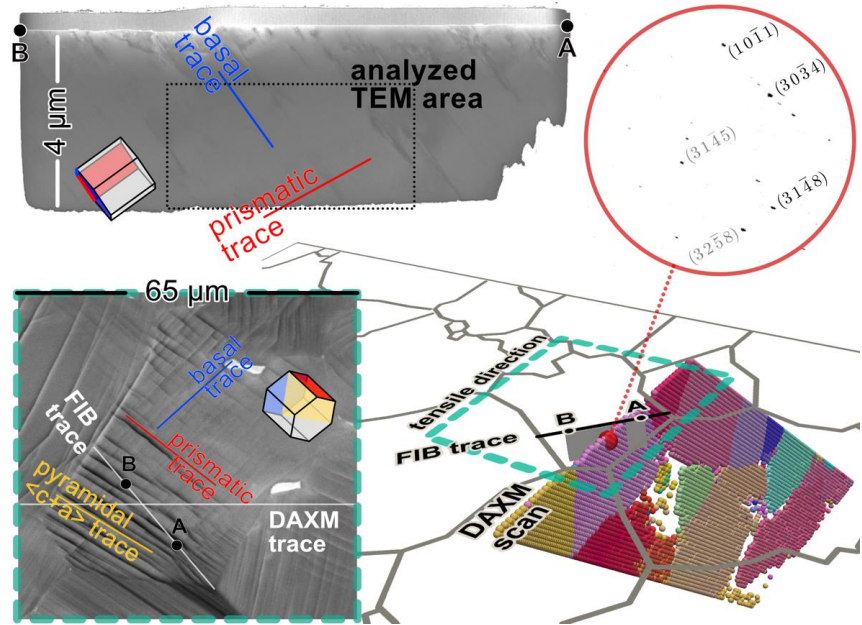 B
A
basal
trace
analyzed
TEM area
4 μm
prismatic
trace
(101̅1)
(303̅4)
(314̅5)
(314̅8)
(325̅8)
65 μm
basal
trace
FIB
trace
prismatic
trace
B
pyramidal
<c+a> trace
A
DAXM
trace
tensile direction
B
A
FIB trace
DAXM
scan